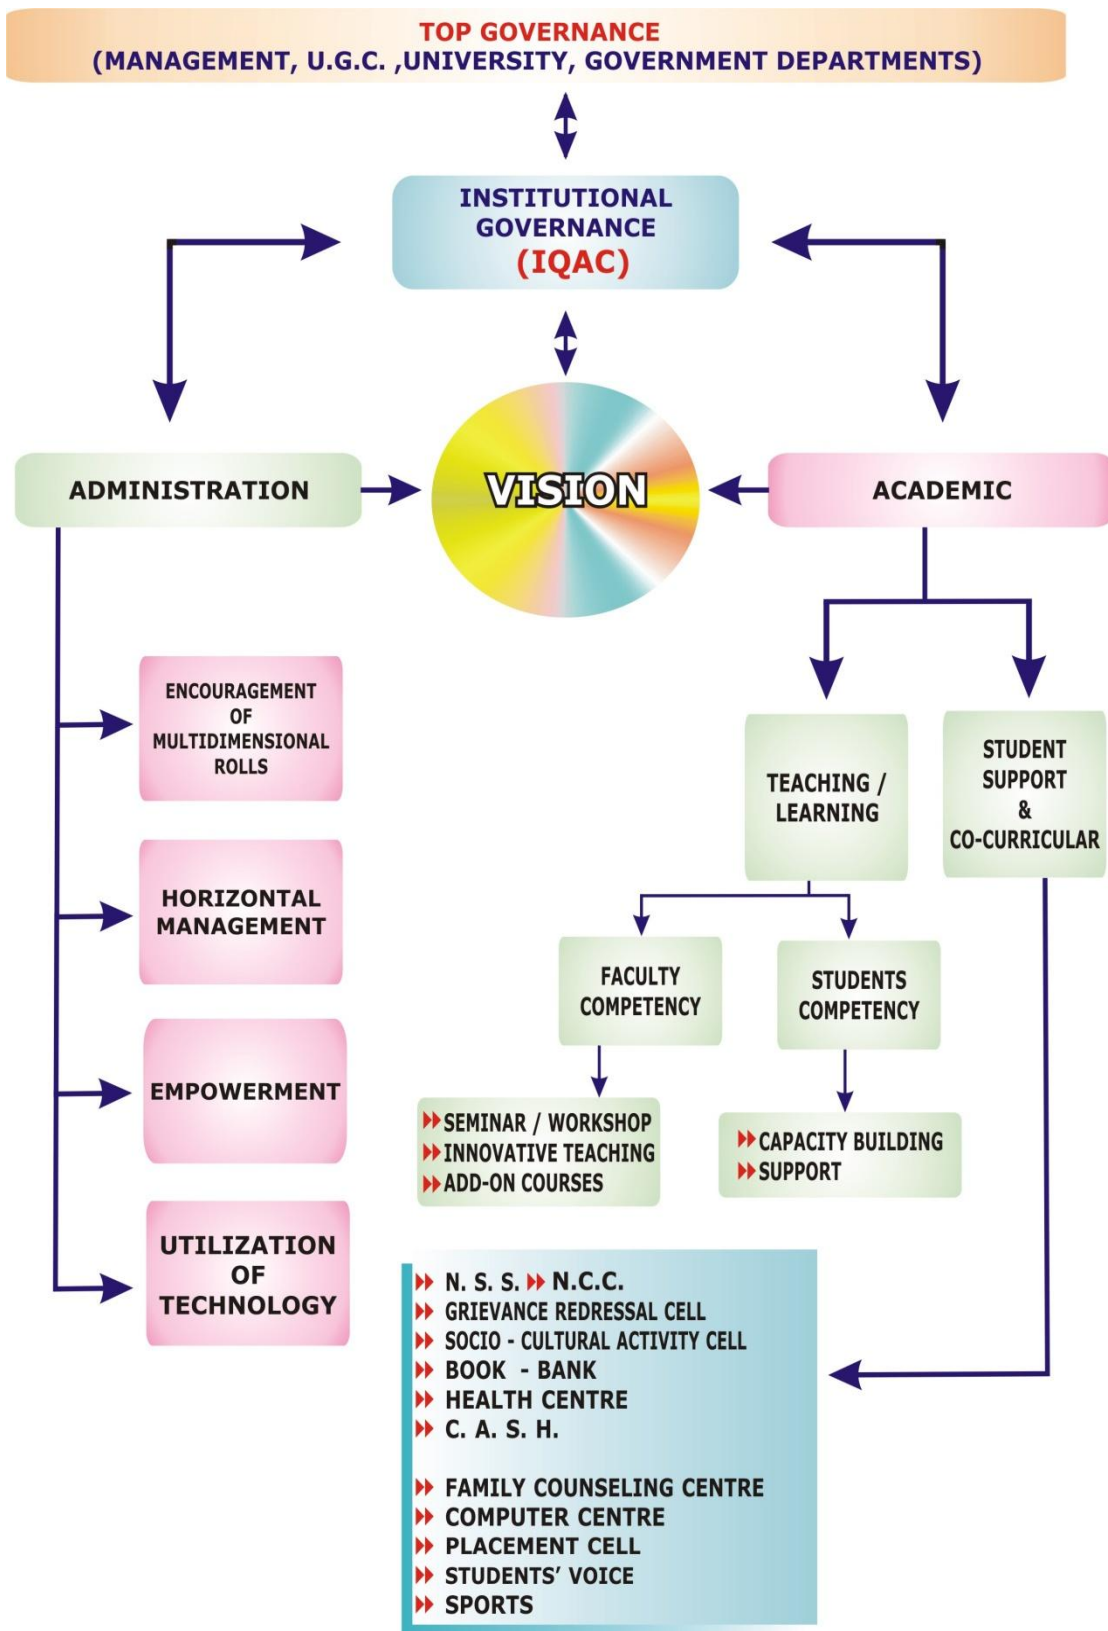 TOP GOVERNANCE
(MANAGEMENT, U.G.C. ,UNIVERSITY, GOVERNMENT DEPARTMENTS)
INSTITUTIONAL
GOVERNANCE
(IQAC)
ADMINISTRATION
VISION
ACADEMIC
ENCOURAGEMENT
OF
MULTIDIMENSIONAL
ROLLS
HORIZONTAL
MANAGEMENT
EMPOWERMENT
UTILIZATION
OF
TECHNOLOGY
TEACHING /
LEARNING
STUDENT
SUPPORT
&
CO-CURRICULAR
FACULTY
COMPETENCY
STUDENTS
COMPETENCY
SEMINAR / WORKSHOP
INNOVATIVE TEACHING
ADD-ON COURSES
CAPACITY BUILDING
SUPPORT
N. S. S. N.C.C.
GRIEVANCE REDRESSAL CELL
SOCIO - CULTURAL ACTIVITY CELL
BOOK - BANK
HEALTH CENTRE
C. A. S. H.
FAMILY COUNSELING CENTRE
COMPUTER CENTRE
PLACEMENT CELL
STUDENTS’ VOICE
SPORTS